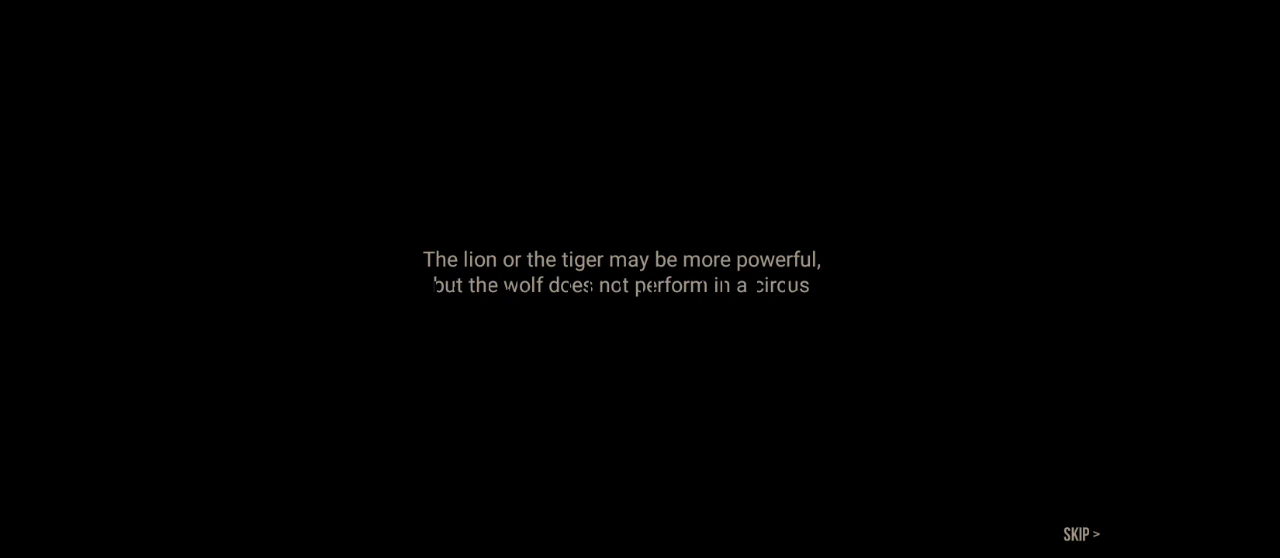 The lion or the tiger may be more powerful,
but the wolf does not perform in a circus
SKIP >